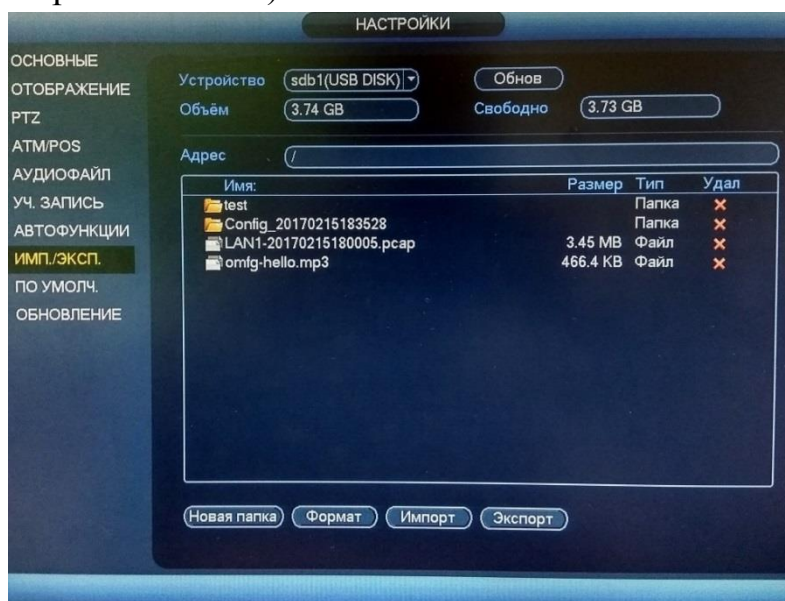 НАСТРОЙКИ
ОСНОВНЫЕ
ОТОБРАЖЕНИЕ
PTZ
ATM/POS
АУДИОФАЙЛ
УЧ. ЗАПИСЬ
АВТОФУНКЦИИ
ИМП./ЭКСП.
ПО УМОЛЧ.
ОБНОВЛЕНИЕ
Устройство sdb1(USB DISK) Обнов
Объём 3.74 GB Свободно 3.73 GB
Адрес /
Имя: Размер Тип Удал
test Папка
Config_20170215183528 Папка
LAN1-20170215180005.pcap 3.45 MB Файл
omfg-hello.mp3 466.4 KB Файл
Новая папка Формат Импорт Экспорт